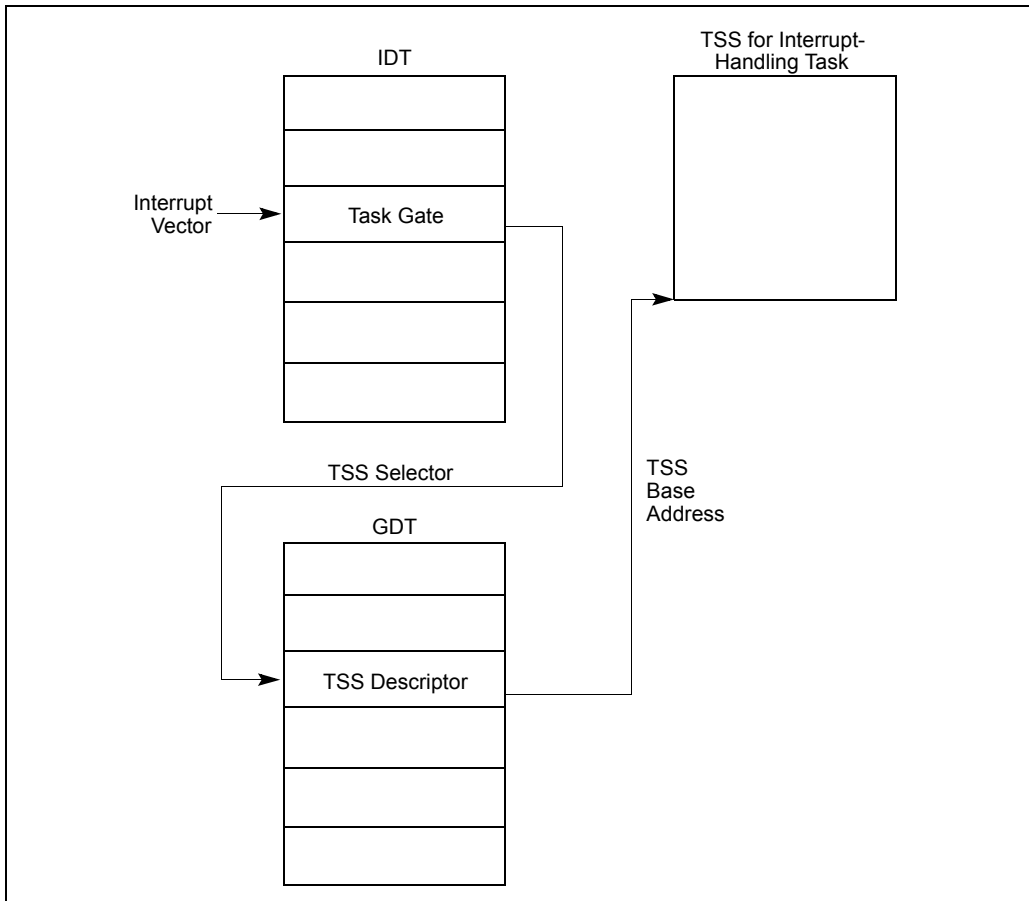 IDT
TSS for Interrupt-
Handling Task
Interrupt
Vector
Task Gate
TSS Selector
TSS
Base
Address
GDT
TSS Descriptor